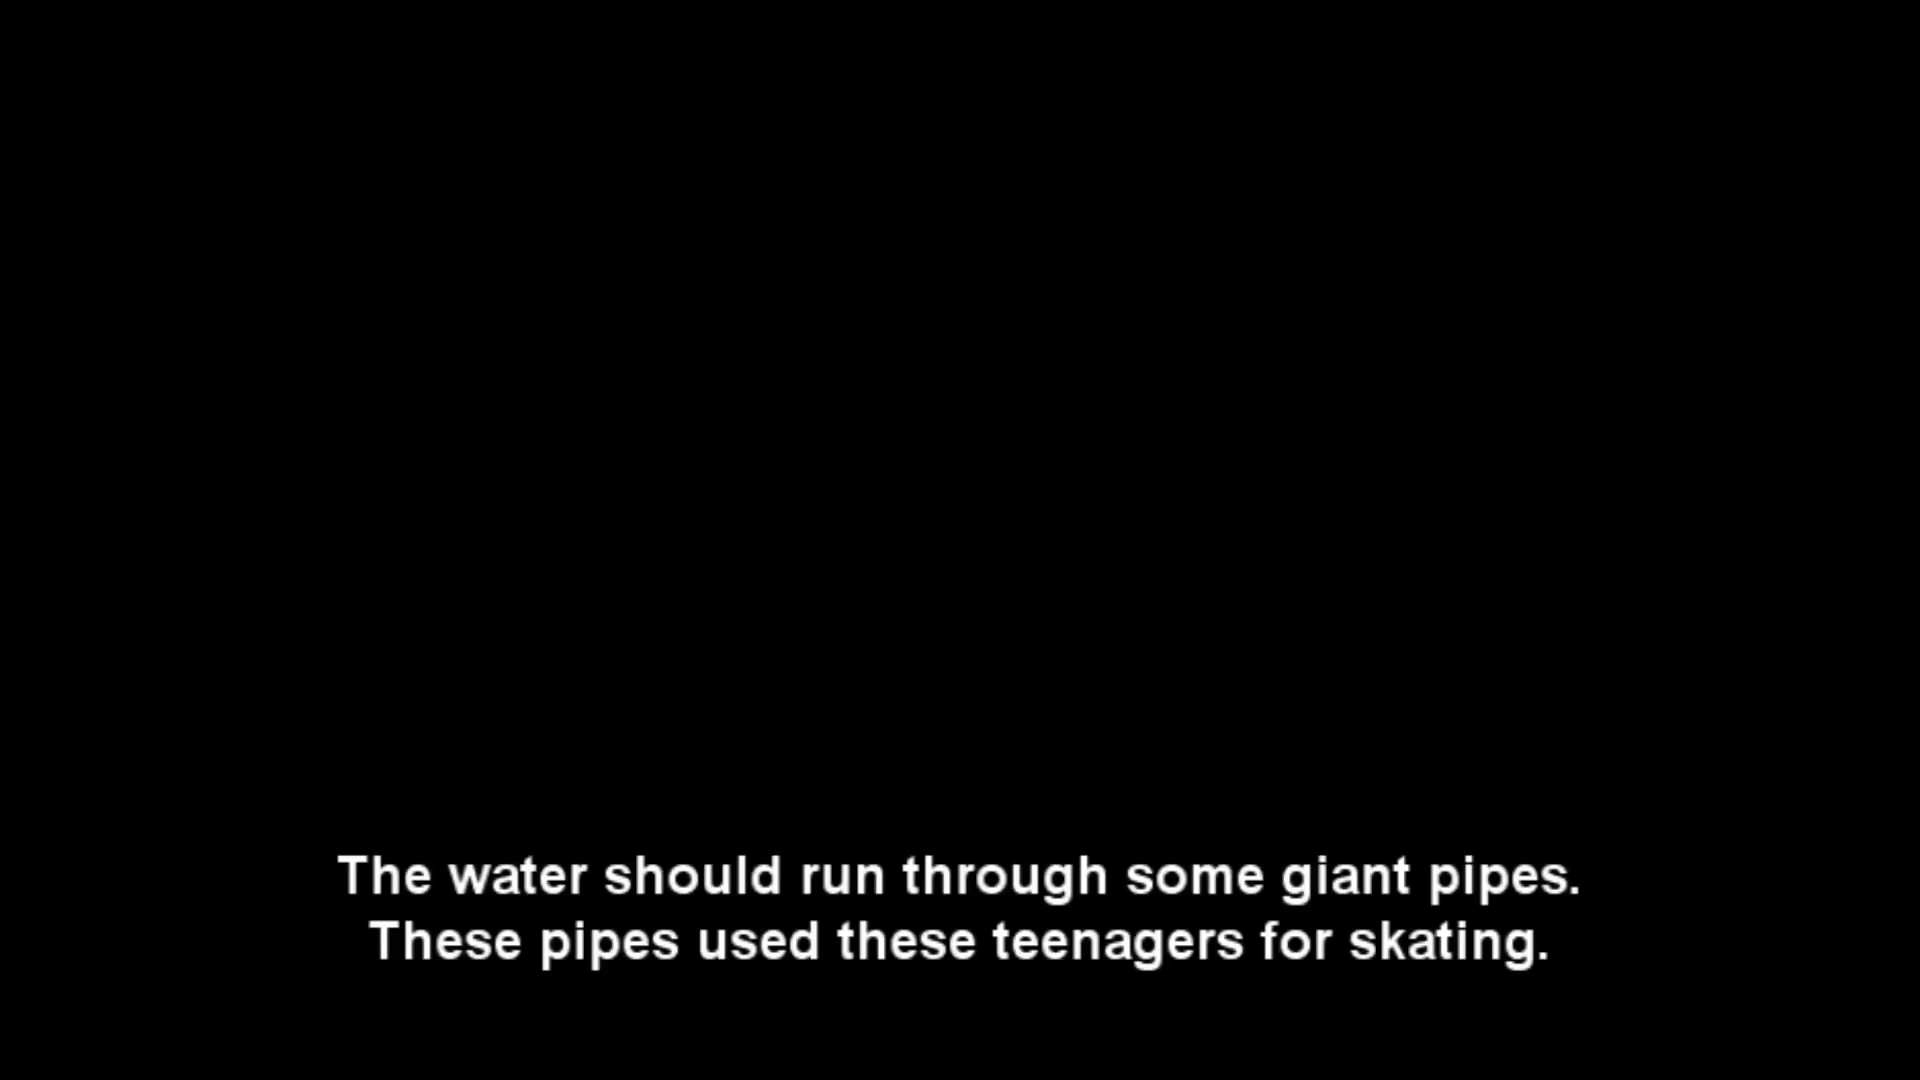 The water should run through some giant pipes.
These pipes used these teenagers for skating.